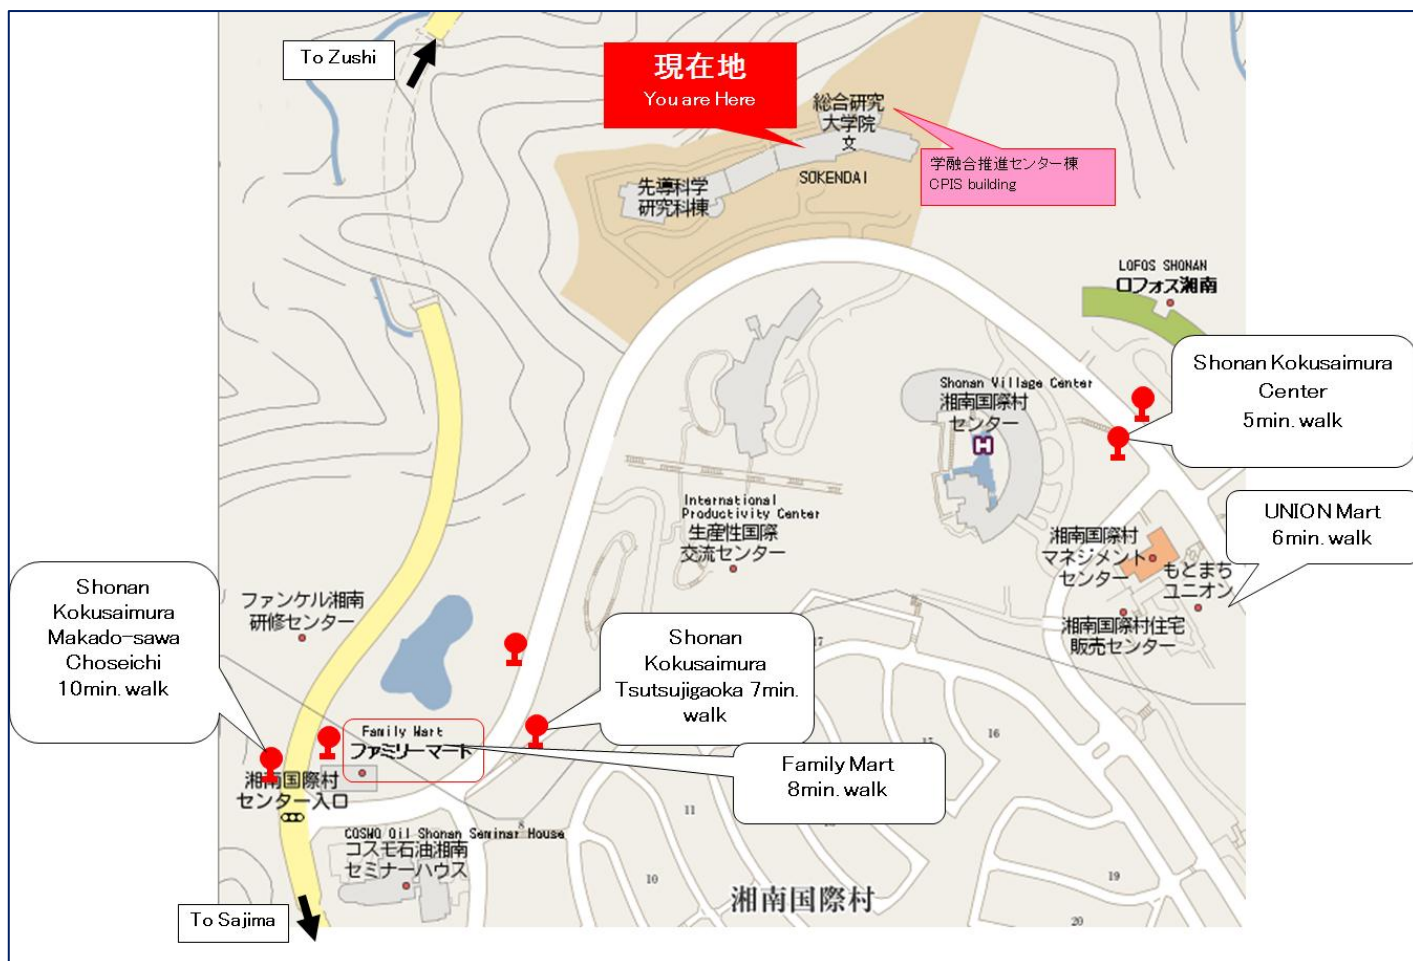 To Zushi
現在地
You are Here
総合研究
大学院
文
SOKENDAI
学融合推進センター棟
CPIS building
先導科学
研究科棟
LOFOS SHONAN
ロフォス湘南
Shonan Kokusaimura
Center
5min. walk
Shonan Village Center
湘南国際村
センター
H
International
Productivity Center
生産性国際
交流センター
UNION Mart
6min. walk
湘南国際村
マネジメント
センター
もとまち
ユニオン
湘南国際村住宅
販売センター
Shonan
Kokusaimura
Makado-sawa
Choseichi
10min. walk
ファンケル湘南
研修センター
Shonan
Kokusaimura
Tsutsujigaoka 7min.
walk
17
Family Mart
ファミリーマート
Family Mart
8min. walk
湘南国際村
センター入口
15
16
11
8
COSMO Oil Shonan Seminar House
コスモ石油湘南
セミナーハウス
10
19
湘南国際村
20
To Sajima